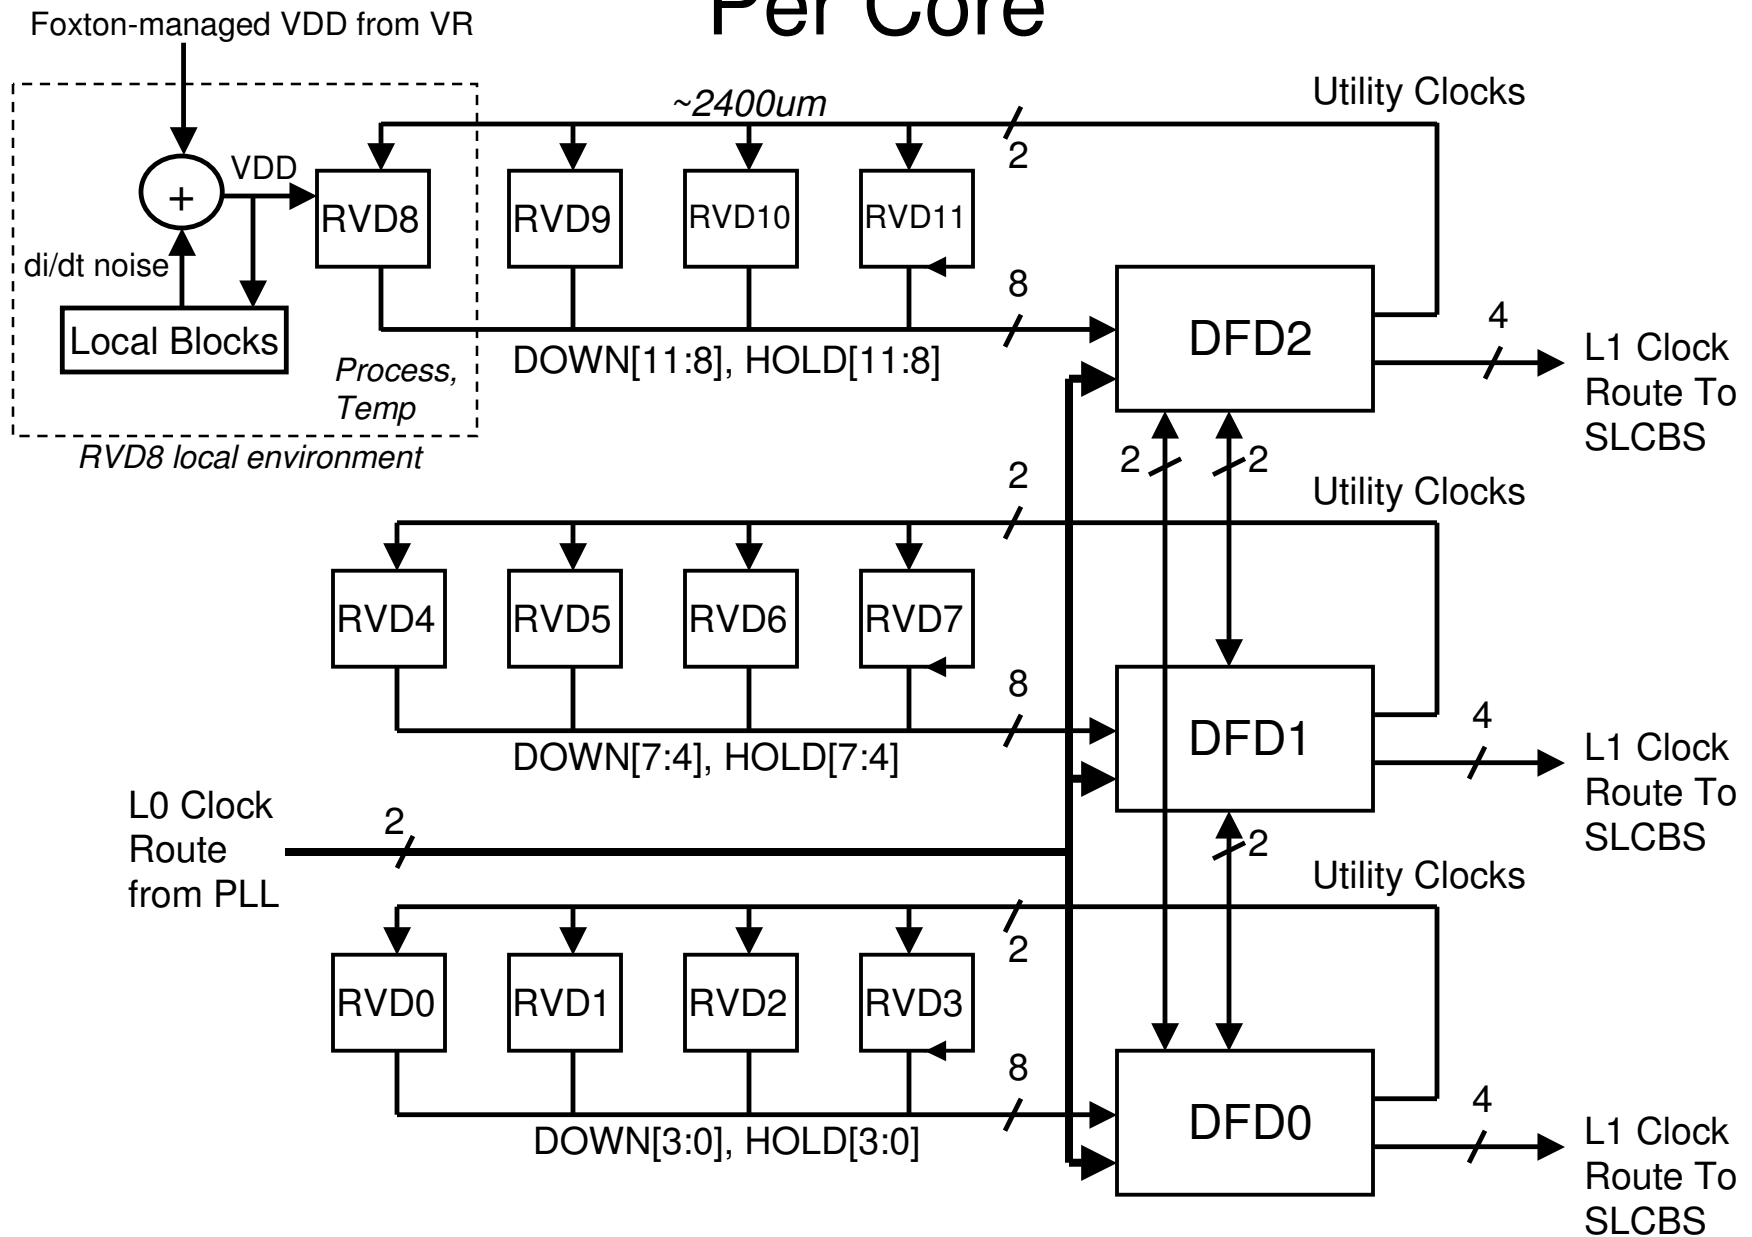 Per Core
Foxton-managed VDD from VR
~2400um
Utility Clocks
2
VDD
+
RVD8
RVD9
RVD10
RVD11
di/dt noise
8
Local Blocks
DFD2
4
L1 Clock
Route To
SLCBS
Process,
Temp
DOWN[11:8], HOLD[11:8]
RVD8 local environment
2
2
2
Utility Clocks
RVD4
RVD5
RVD6
RVD7
8
DFD1
4
L1 Clock
Route To
SLCBS
DOWN[7:4], HOLD[7:4]
L0 Clock
Route
from PLL
2
2
Utility Clocks
2
RVD0
RVD1
RVD2
RVD3
8
DFD0
4
L1 Clock
Route To
SLCBS
DOWN[3:0], HOLD[3:0]